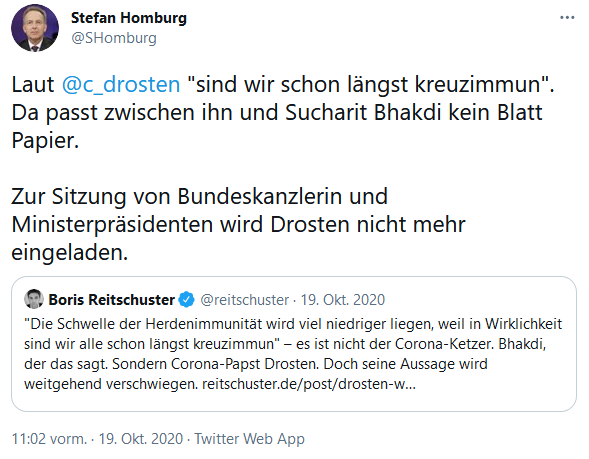 Stefan Homburg
@SHomburg
Laut @c_drosten "sind wir schon längst kreuzimmun".
Da passt zwischen ihn und Sucharit Bhakdi kein Blatt
Papier.
Zur Sitzung von Bundeskanzlerin und
Ministerpräsidenten wird Drosten nicht mehr
eingeladen.
Boris Reitschuster @reitschuster · 19. Okt. 2020
"Die Schwelle der Herdenimmunität wird viel niedriger liegen, weil in Wirklichkeit
sind wir alle schon längst kreuzimmun" – es ist nicht der Corona-Ketzer. Bhakdi,
der das sagt. Sondern Corona-Papst Drosten. Doch seine Aussage wird
weitgehend verschwiegen. reitschuster.de/post/drosten-w...
11:02 vorm. · 19. Okt. 2020 · Twitter Web App